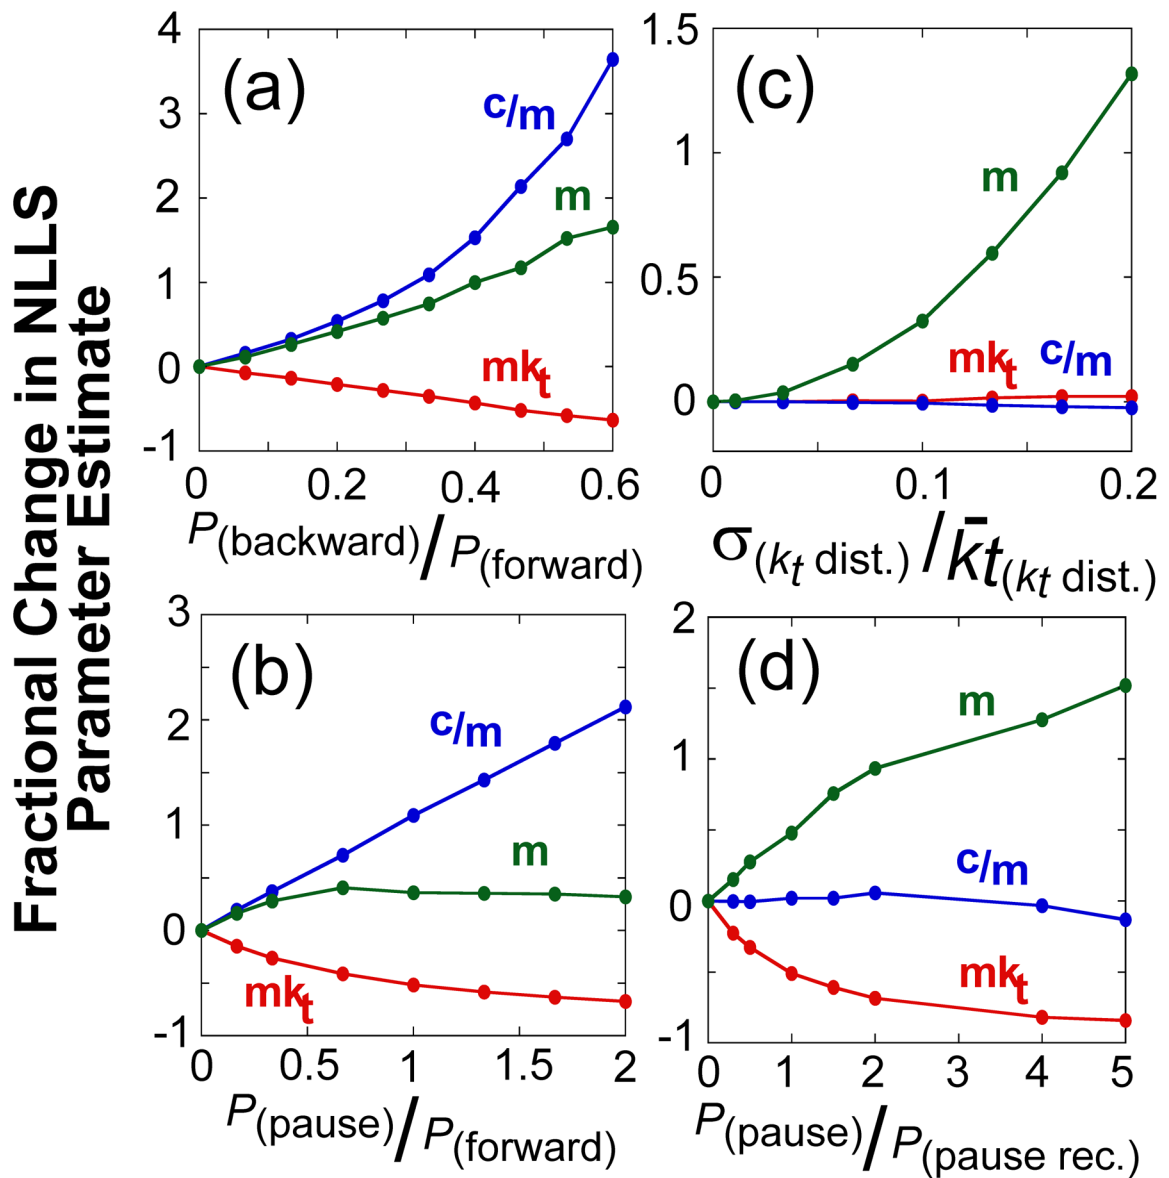 Fractional Change in NLLS
Parameter Estimate
(a)
4
3
2
1
0
-1
c/m
m
mkt
0 0.2 0.4 0.6
P(backward)/P(forward)
(c)
1.5
1
0.5
0
m
mkt
c/m
0 0.1 0.2
σ(kt dist.)/k̄t(kt dist.)
(b)
3
2
1
0
-1
c/m
m
mkt
0 0.5 1 1.5 2
P(pause)/P(forward)
(d)
2
1
0
-1
m
c/m
mkt
0 1 2 3 4 5
P(pause)/P(pause rec.)